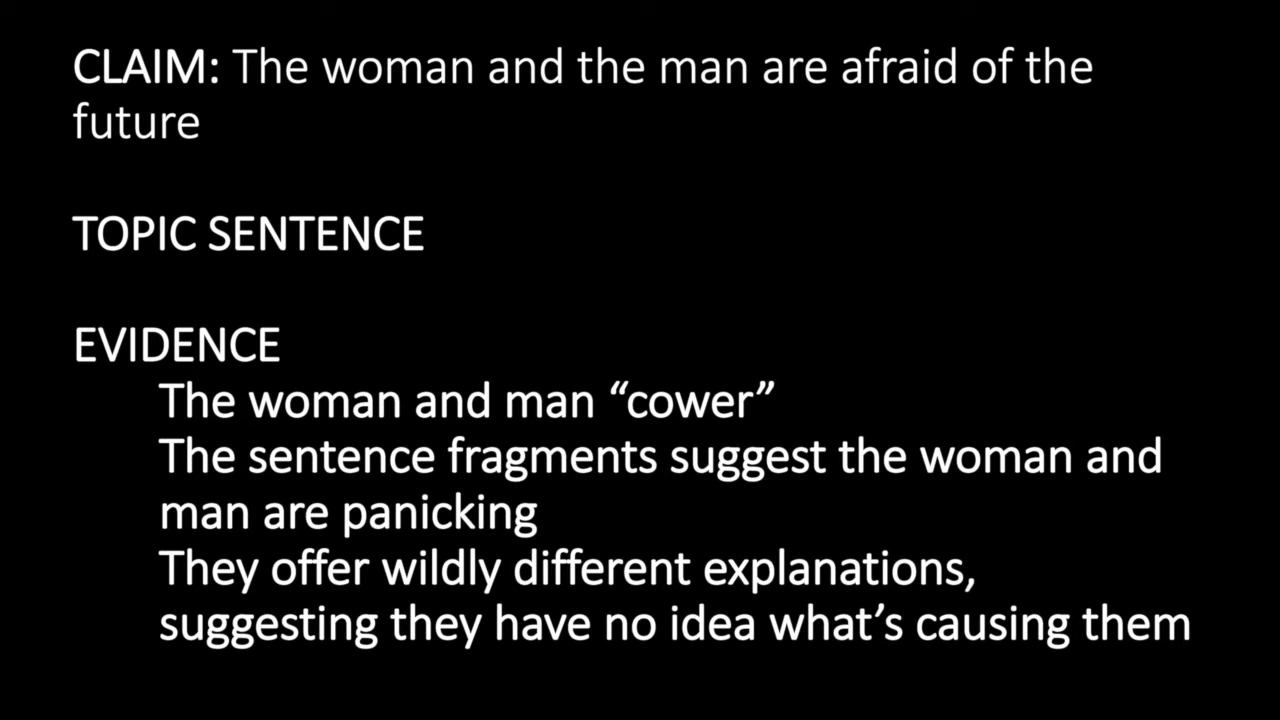 CLAIM: The woman and the man are afraid of the
future
TOPIC SENTENCE
EVIDENCE
The woman and man “cower”
The sentence fragments suggest the woman and
man are panicking
They offer wildly different explanations,
suggesting they have no idea what’s causing them